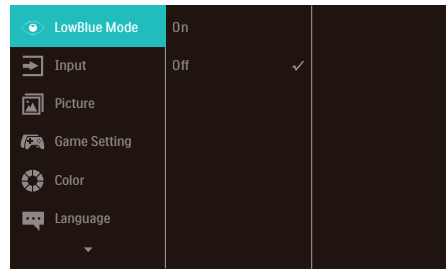 LowBlue Mode
On
Input
Off
Picture
Game Setting
Color
Language